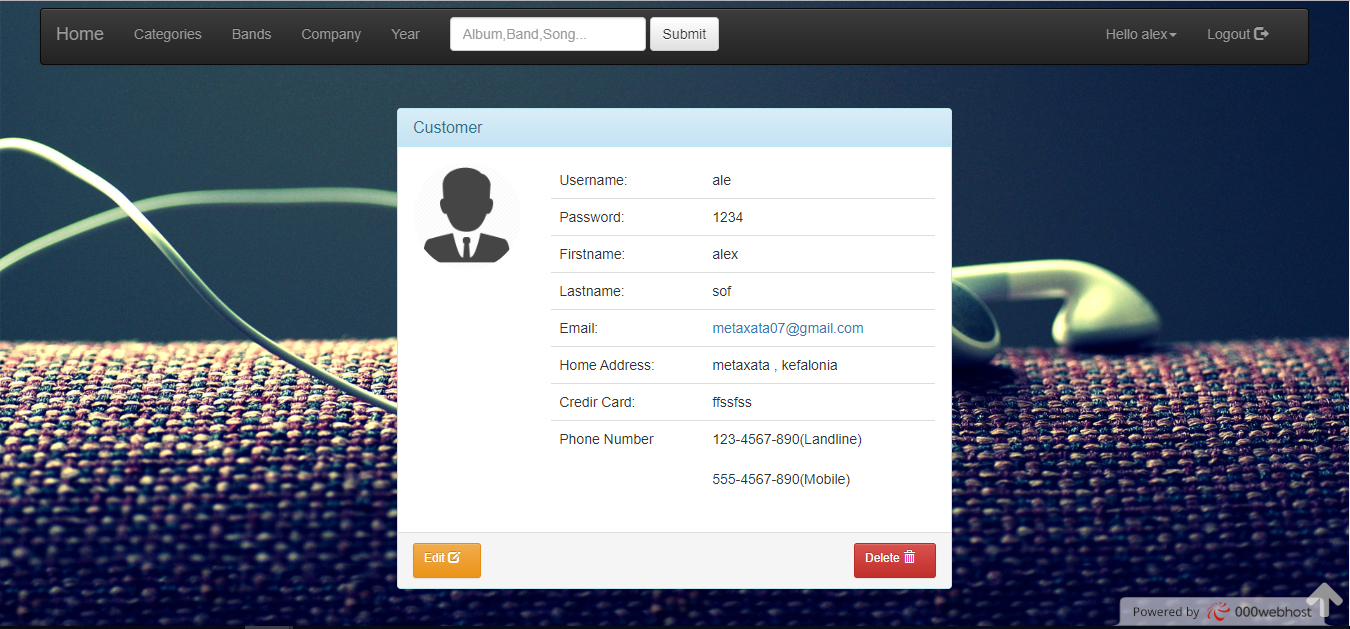 Home Categories Bands Company Year Album,Band,Song... Submit Hello alex Logout
Customer
Username: ale
Password: 1234
Firstname: alex
Lastname: sof
Email: metaxata07@gmail.com
Home Address: metaxata , kefalonia
Credir Card: ffssfss
Phone Number 123-4567-890(Landline)
555-4567-890(Mobile)
Edit Delete
Powered by 000webhost